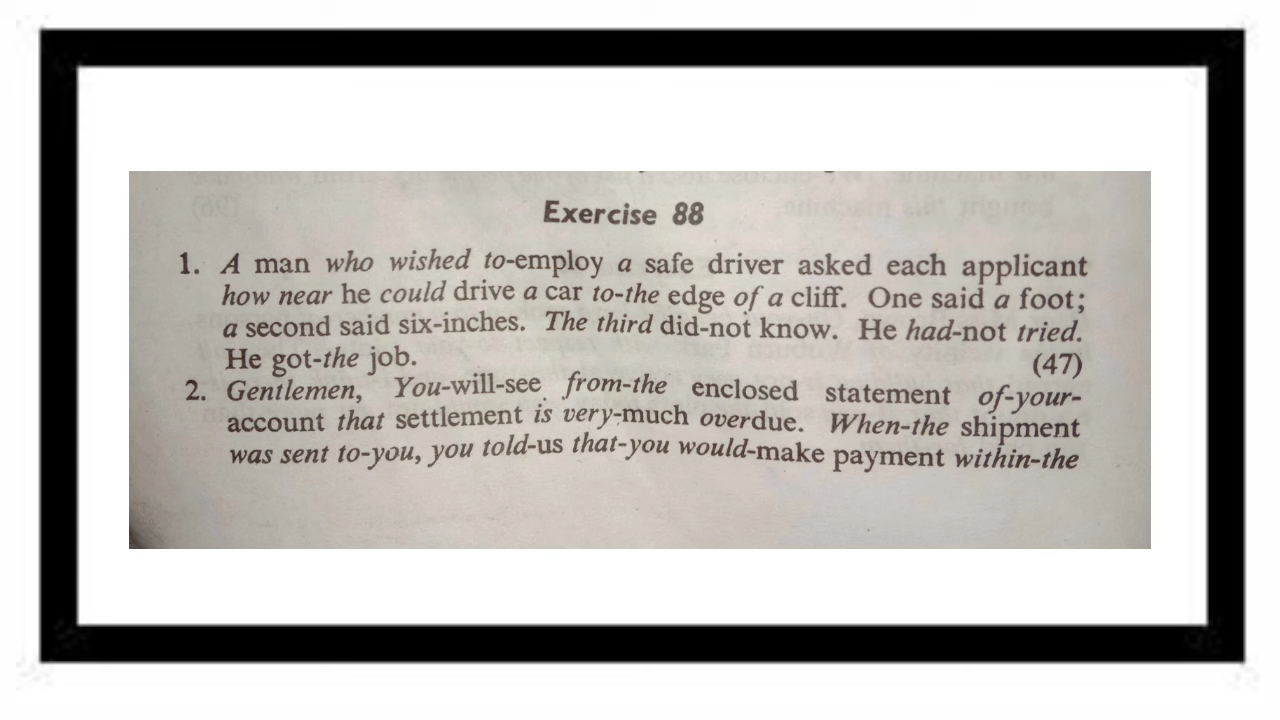 Exercise 88
1. A man who wished to-employ a safe driver asked each applicant
how near he could drive a car to-the edge of a cliff. One said a foot;
a second said six-inches. The third did-not know. He had-not tried.
He got-the job. (47)
2. Gentlemen, You-will-see from-the enclosed statement of-your-
account that settlement is very-much overdue. When-the shipment
was sent to-you, you told-us that-you would-make payment within-the